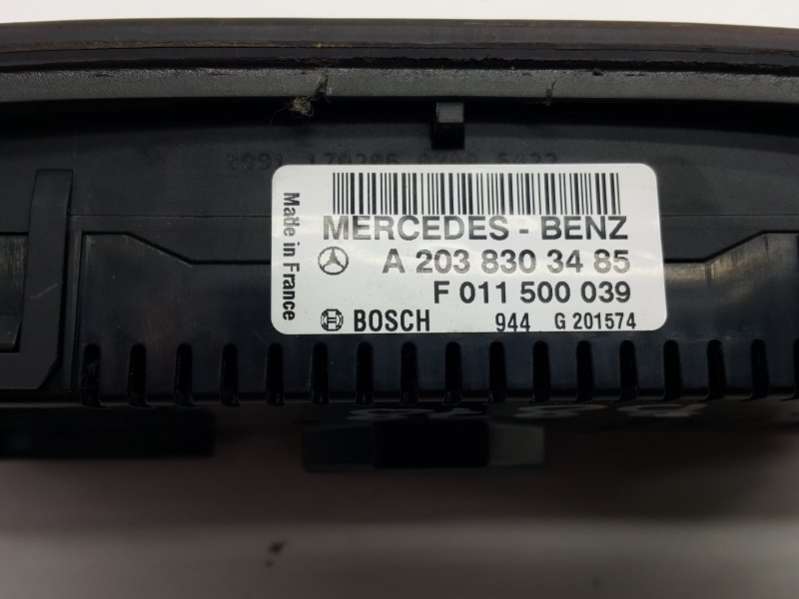 MERCEDES - BENZ
A 203 830 34 85
F 011 500 039
BOSCH 944 G 201574
Made in France